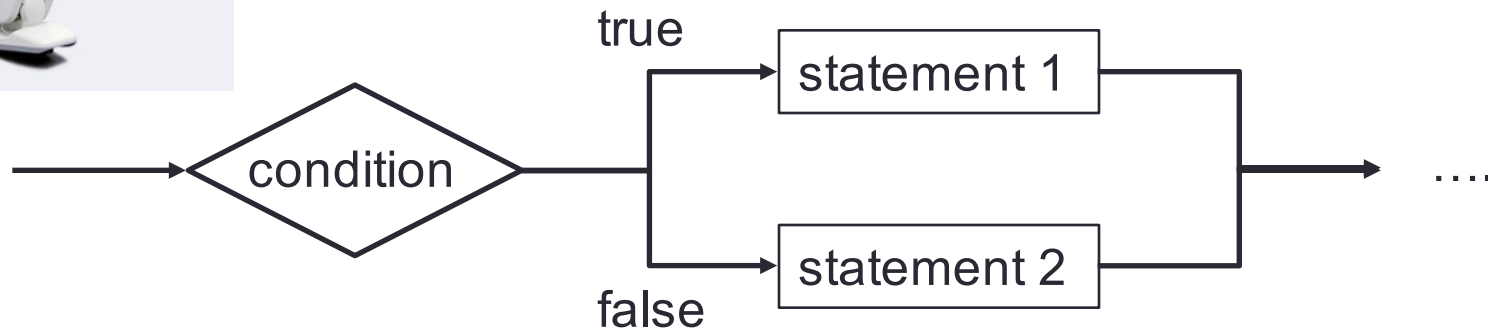 true
statement 1
condition
....
statement 2
false